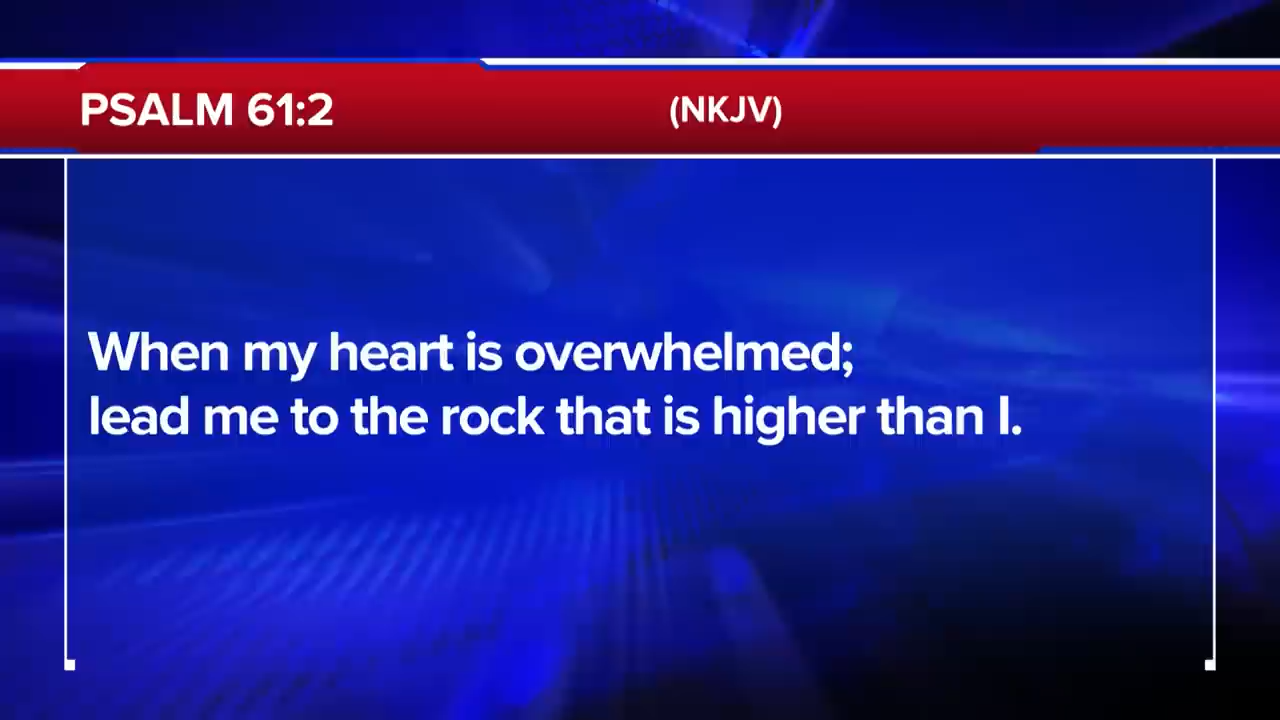 PSALM 61:2 (NKJV)
When my heart is overwhelmed;
lead me to the rock that is higher than I.